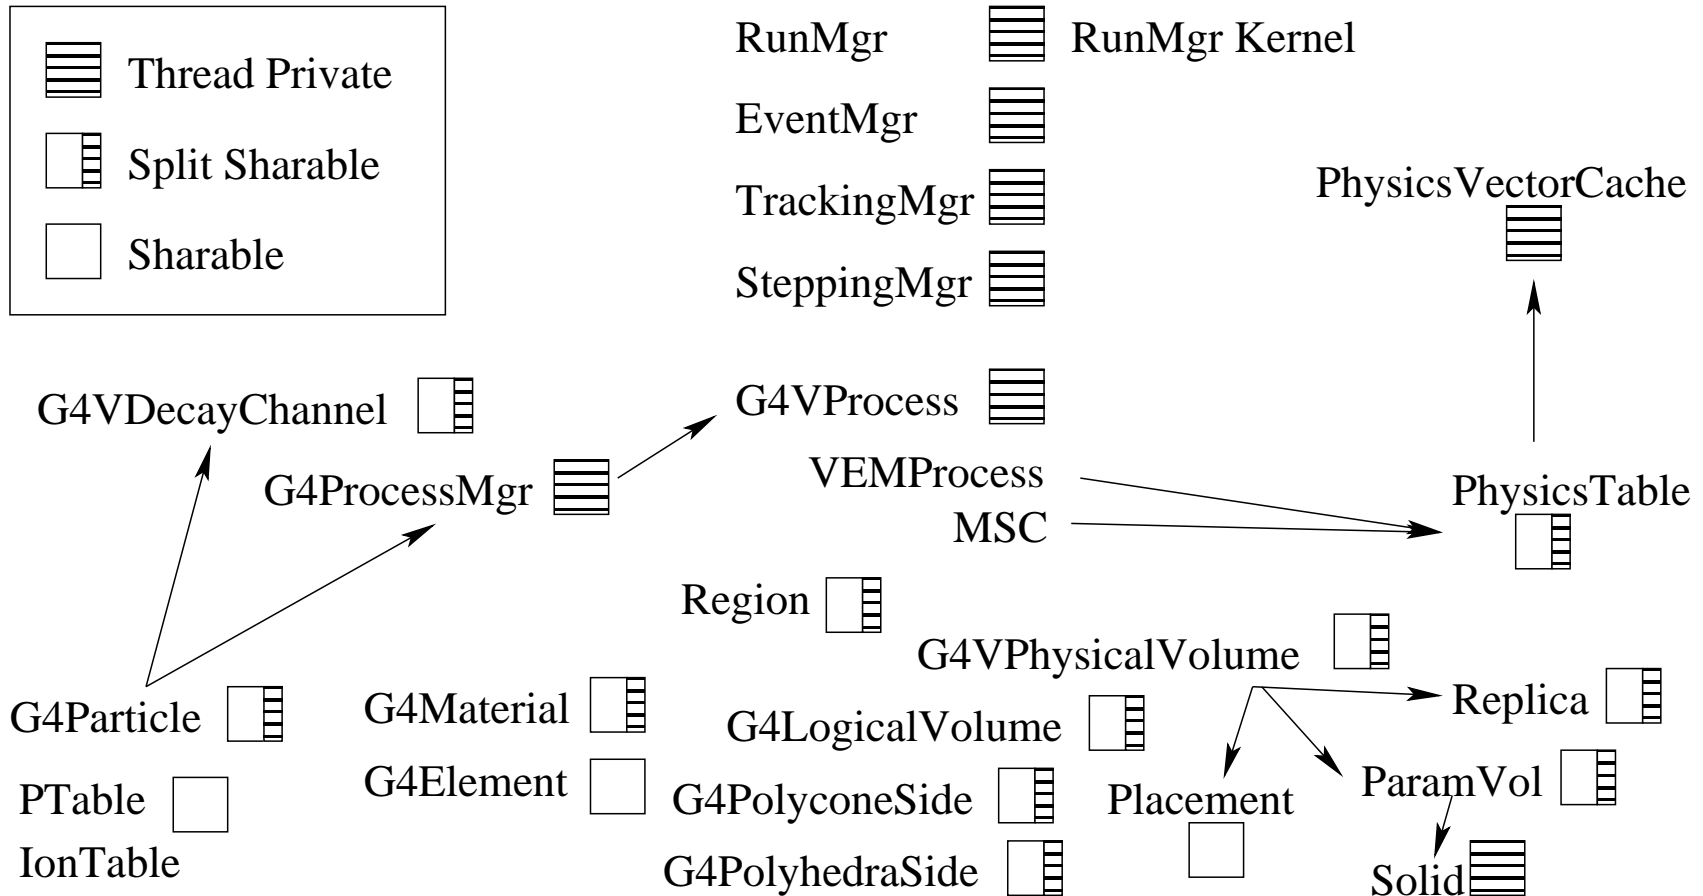 Thread Private
Split Sharable
Sharable
RunMgr
RunMgr Kernel
EventMgr
TrackingMgr
SteppingMgr
PhysicsVectorCache
G4VDecayChannel
G4VProcess
G4ProcessMgr
VEMProcess
MSC
PhysicsTable
Region
G4VPhysicalVolume
G4Particle
G4Material
G4LogicalVolume
Replica
PTable
IonTable
G4Element
G4PolyconeSide
Placement
ParamVol
G4PolyhedraSide
Solid